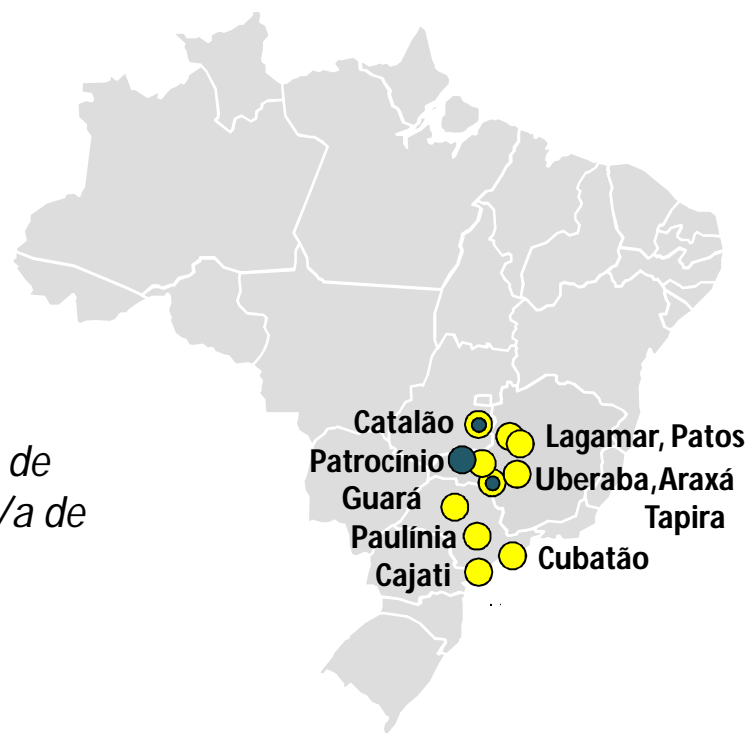 Catalão
Lagamar, Patos
de
Patrocínio
Uberaba,Araxá
/a de
Guará
Tapira
Paulínia
Cubatão
Cajati